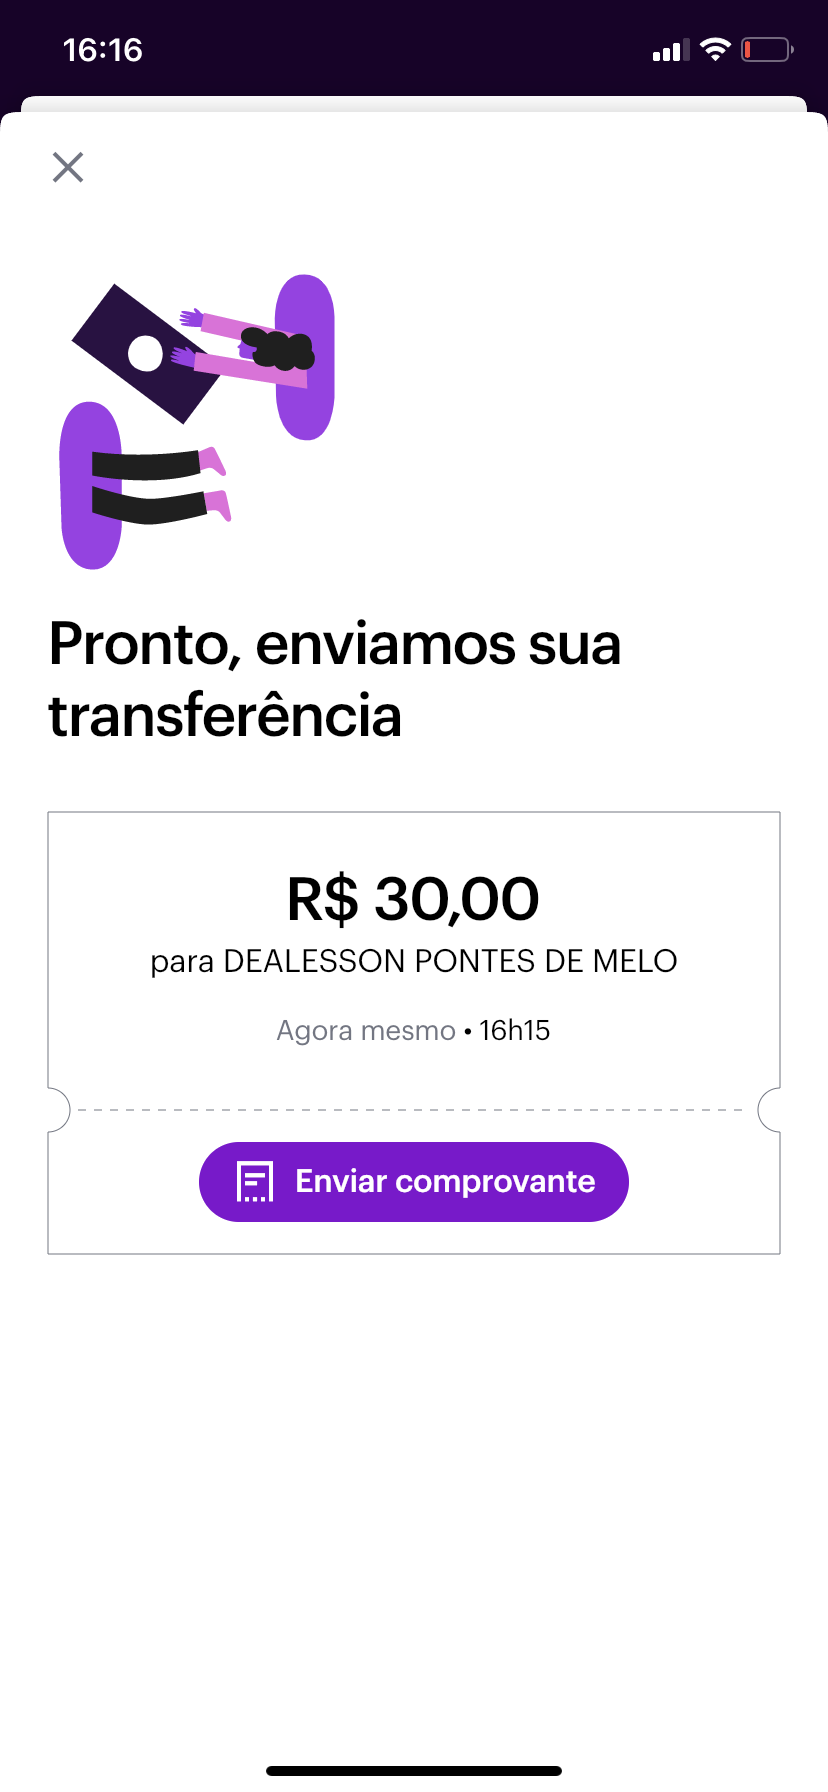 16:16
Pronto, enviamos sua
transferência
R$ 30,00
para DEALESSON PONTES DE MELO
Agora mesmo • 16h15
Enviar comprovante